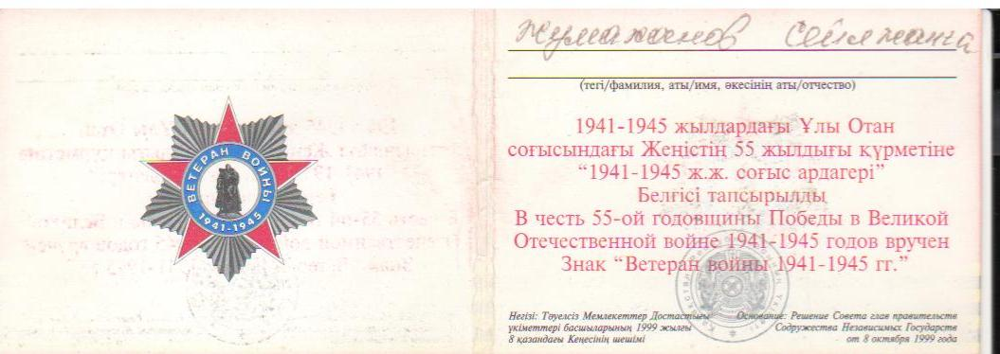 ВЕТЕРАН ВОЙНЫ
1941-1945
Жумаханов Сейлжанға
(тегі/фамилия, аты/имя, әкесінің аты/отчество)
1941-1945 жылдардағы Ұлы Отан
соғысындағы Жеңістің 55 жылдығы құрметіне
“1941-1945 ж.ж. соғыс ардагері”
Белгісі тапсырылды
В честь 55-ой годовщины Победы в Великой
Отечественной войне 1941-1945 годов вручен
Знак “Ветеран войны 1941-1945 гг.”
Негізі: Тәуелсіз Мемлекеттер Достастығы
үкіметтері басшыларының 1999 жылғы
8 қазандағы Кеңесінің шешімі
Основание: Решение Совета глав правительств
Содружества Независимых Государств
от 8 октября 1999 года